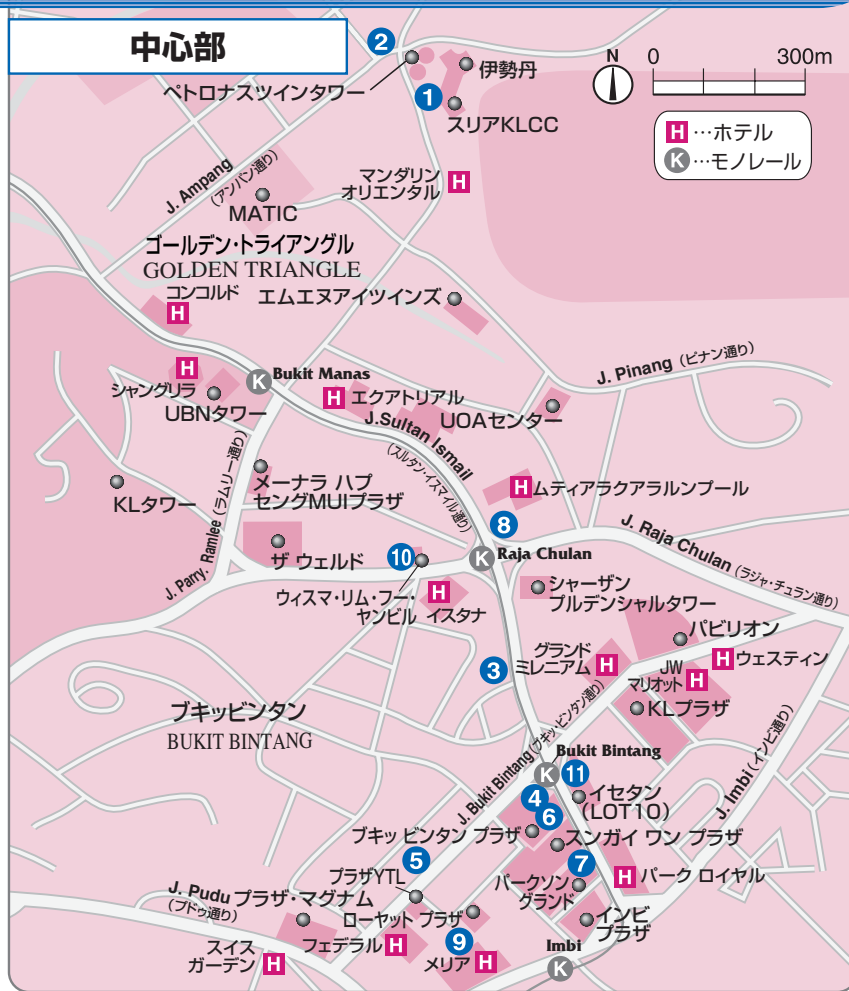 中心部
2
伊勢丹
ペトロナスツインタワー
1
スリアKLCC
N
0
300m
H…ホテル
K…モノレール
マンダリン
オリエンタル
H
J. Ampang
(アンパン通り)
MATIC
ゴールデン・トライアングル
GOLDEN TRIANGLE
コンコルド
H
エムエヌアイツインズ
H
シャングリラ
K
Bukit Manas
UBNタワー
H
エクアトリアル
J.Sultan Ismail
(スルタン・イスマイル通り)
UOAセンター
J. Pinang (ピナン通り)
KLタワー
メーナラ ハプ
セングMUIプラザ
J. Parry. Ramlee (ラムリー通り)
H
ムティアラクアラルンプール
8
ザ ウェルド
10
K
Raja Chulan
J. Raja Chulan (ラジャ・チュラン通り)
ウィスマ・リム・フー・
ヤンビル
H
イスタナ
シャーザン
プルデンシャルタワー
パビリオン
3
グランド
ミレニアム
H
H
ウェスティン
JW
マリオット
H
KLプラザ
ブキッビンタン
BUKIT BINTANG
J. Bukit Bintang (ブキッ・ビンタン通り)
J. Imbi (インビ通り)
Bukit Bintang
K
11
4
6
イセタン
(LOT10)
ブキッ ビンタン プラザ
スンガイ ワン プラザ
5
プラザYTL
7
パークソン
グランド
H
パーク ロイヤル
J. Pudu
(プドゥ通り)
プラザ・マグナム
ローヤット プラザ
インビ
プラザ
スイス
ガーデン
H
フェデラル
H
9
メリア
H
Imbi
K